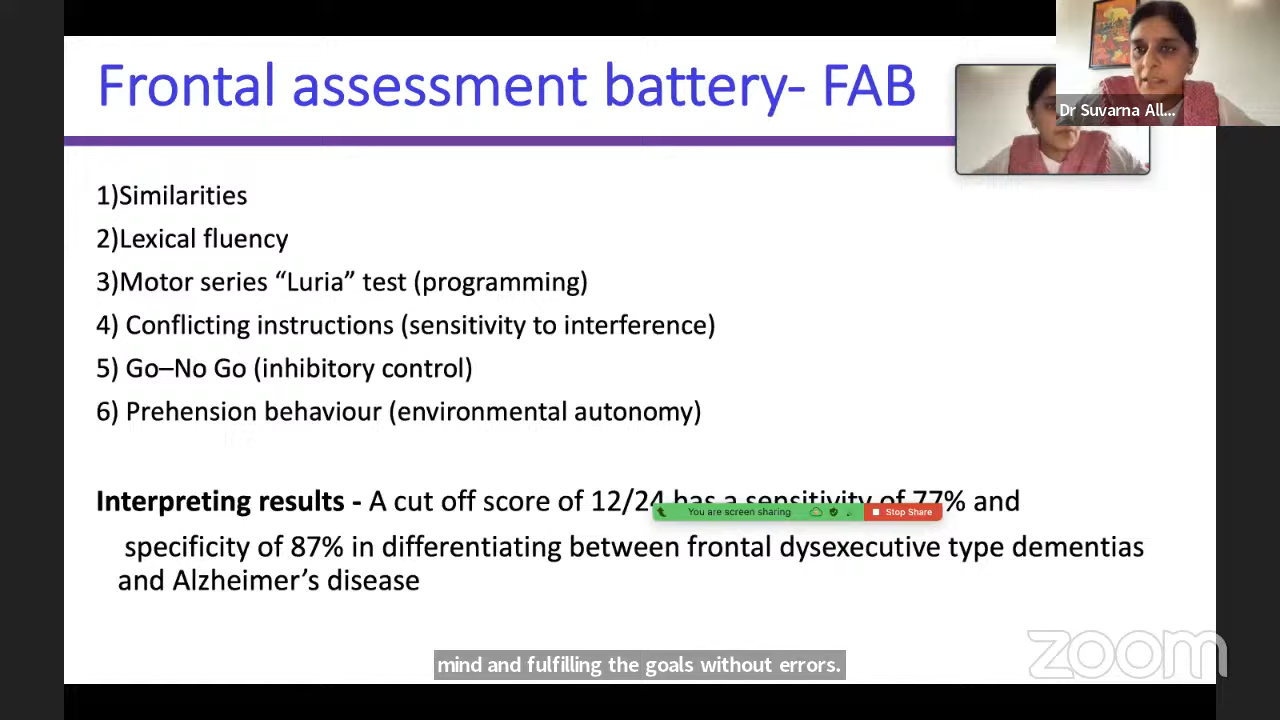 Frontal assessment battery- FAB
Dr Suvarna All...
1)Similarities
2)Lexical fluency
3)Motor series “Luria” test (programming)
4) Conflicting instructions (sensitivity to interference)
5) Go–No Go (inhibitory control)
6) Prehension behaviour (environmental autonomy)
Interpreting results - A cut off score of 12/24 has a sensitivity of 77% and
You are screen sharing Stop Share
specificity of 87% in differentiating between frontal dysexecutive type dementias
and Alzheimer’s disease
mind and fulfilling the goals without errors.
zoom